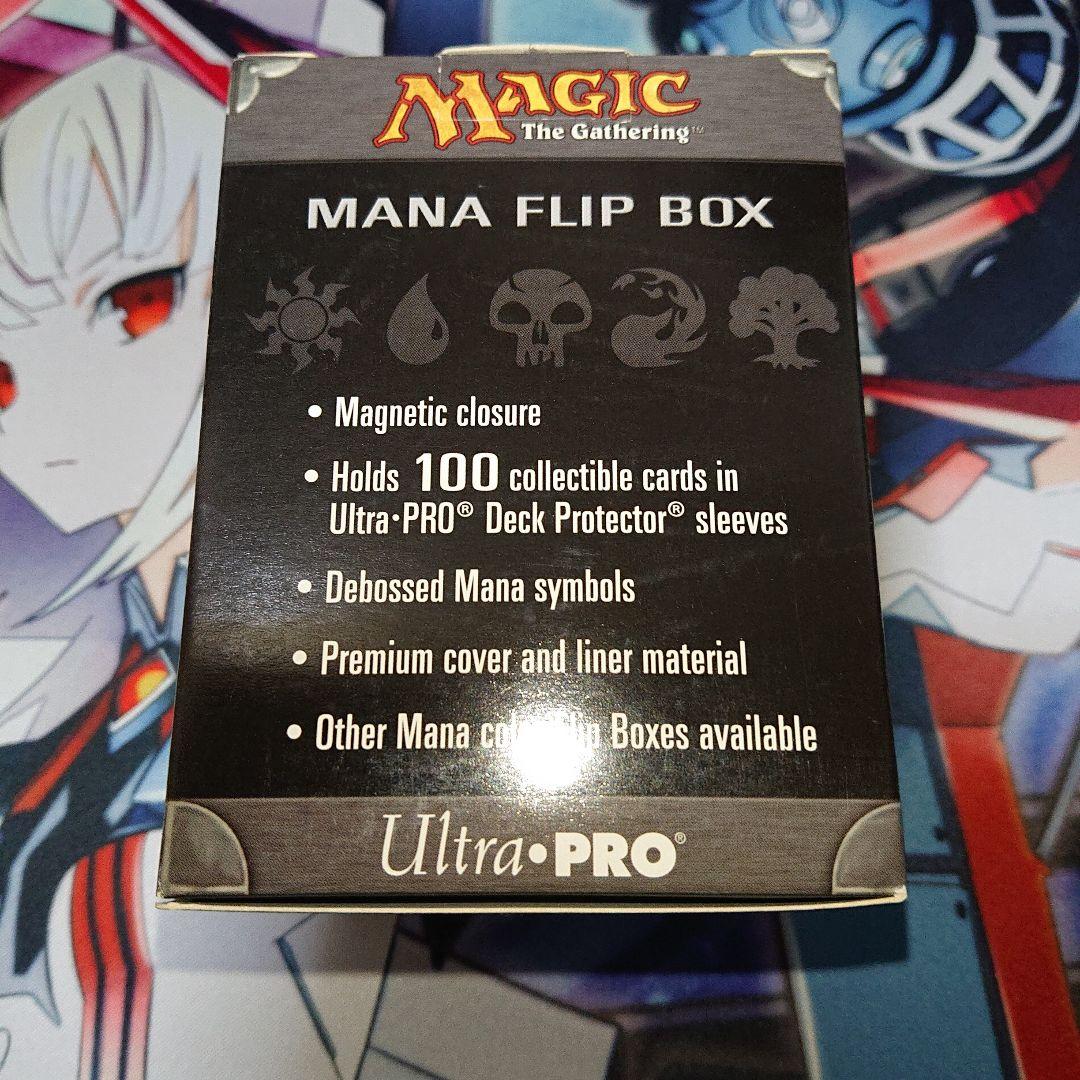 MAGIC
The Gathering™
MANA FLIP BOX
• Magnetic closure
• Holds 100 collectible cards in
Ultra•PRO® Deck Protector® sleeves
• Debossed Mana symbols
• Premium cover and liner material
• Other Mana Boxes available
Ultra•PRO®